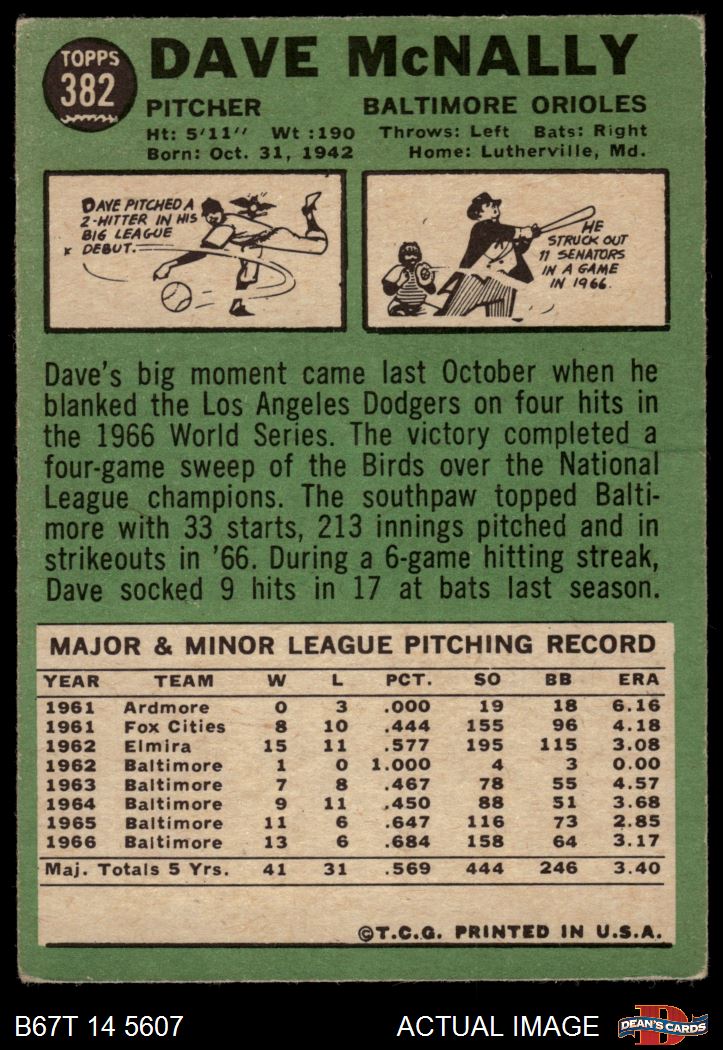 TOPPS
382
DAVE McNALLY
PITCHER BALTIMORE ORIOLES
Ht: 5'11" Wt :190 Throws: Left Bats: Right
Born: Oct. 31, 1942 Home: Lutherville, Md.
DAVE PITCHED A
2-HITTER IN HIS
BIG LEAGUE
DEBUT.
HE
STRUCK OUT
11 SENATORS
IN A GAME
IN 1966.
Dave's big moment came last October when he
blanked the Los Angeles Dodgers on four hits in
the 1966 World Series. The victory completed a
four-game sweep of the Birds over the National
League champions. The southpaw topped Balti-
more with 33 starts, 213 innings pitched and in
strikeouts in '66. During a 6-game hitting streak,
Dave socked 9 hits in 17 at bats last season.
MAJOR & MINOR LEAGUE PITCHING RECORD
YEAR TEAM W L PCT. SO BB ERA
1961 Ardmore 0 3 .000 19 18 6.16
1961 Fox Cities 8 10 .444 155 96 4.18
1962 Elmira 15 11 .577 195 115 3.08
1962 Baltimore 1 0 1.000 4 3 0.00
1963 Baltimore 7 8 .467 78 55 4.57
1964 Baltimore 9 11 .450 88 51 3.68
1965 Baltimore 11 6 .647 116 73 2.85
1966 Baltimore 13 6 .684 158 64 3.17
Maj. Totals 5 Yrs. 41 31 .569 444 246 3.40
©T.C.G. PRINTED IN U.S.A.
B67T 14 5607 ACTUAL IMAGE
D
DEAN'S CARDS